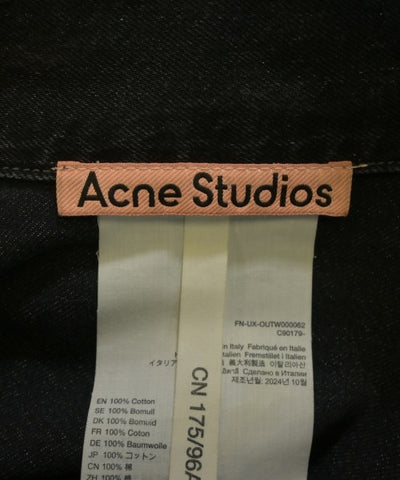 Acne Studios
FN-UX-OUTW000062
C90179-
in Italy Fabriqué en Italie
Italien Fremstillet i Italien
イタリア 義大利製造 이탈리아
Сделано в Италии
제조년월. 2024년 10월
CN 175/96A
EN 100% Cotton
SE 100% Bomull
DK 100% Bomuld
FR 100% Coton
DE 100% Baumwolle
JP 100% コットン
CN 100% 棉
ZH 100% 棉